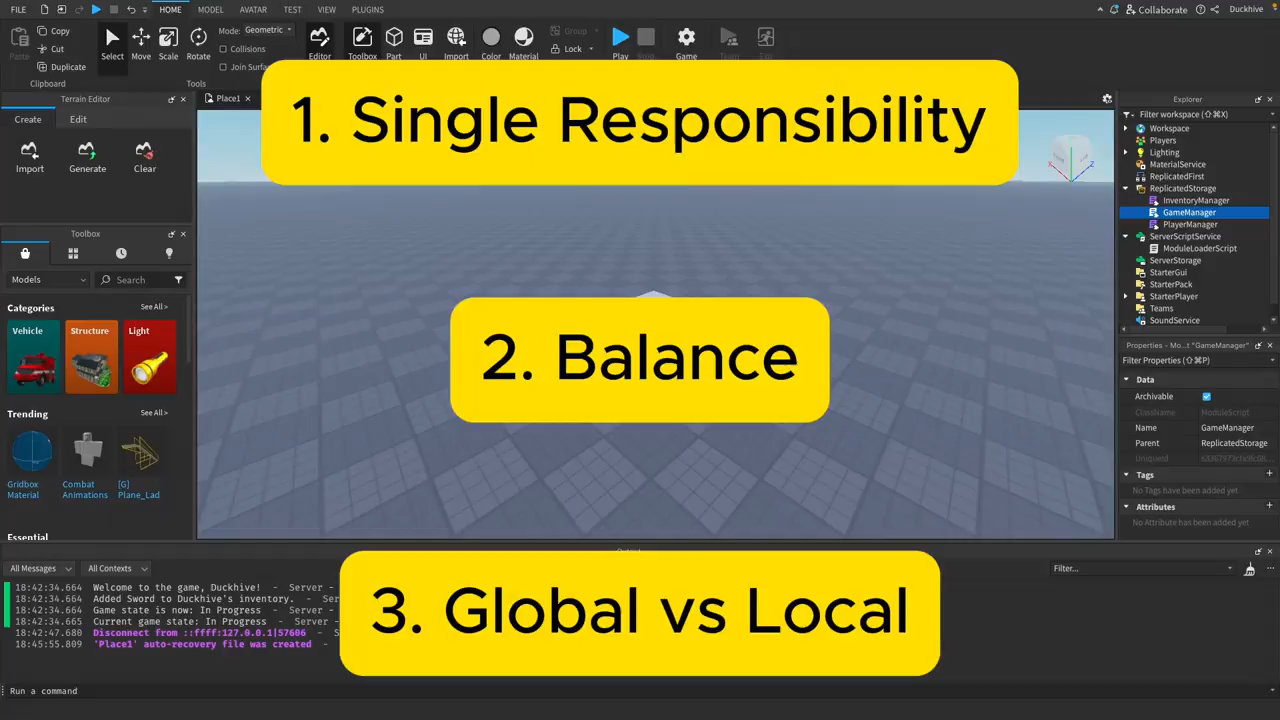 FILE
HOME
MODEL
AVATAR
TEST
VIEW
PLUGINS
Collaborate
Duckhive
Paste
Copy
Cut
Duplicate
Clipboard
Select
Move
Scale
Rotate
Mode: Geometric
Collisions
Join Surfa
Tools
Editor
Toolbox
Part
UI
Import
Color
Material
Group
Lock
Play
Stop
Game
Terrain Editor
Create
Edit
Import
Generate
Clear
Toolbox
Models
Search
Categories
See All >
Vehicle
Structure
Light
Trending
See All >
Gridbox
Material
Combat
Animations
[G]
Plane_Lad
Essential
Place1
1. Single Responsibility
2. Balance
3. Global vs Local
Explorer
Filter workspace (⇧⌘X)
Workspace
Players
Lighting
MaterialService
ReplicatedFirst
ReplicatedStorage
InventoryManager
GameManager
PlayerManager
ServerScriptService
ModuleLoaderScript
ServerStorage
StarterGui
StarterPack
StarterPlayer
Teams
SoundService
Properties - Mo...t "GameManager"
Filter Properties (⇧⌘P)
Data
Archivable
ClassName
ModuleScript
Name
GameManager
Parent
ReplicatedStorage
UniqueId
Tags
No Tags have been added yet
Attributes
No Attribute has been added yet
All Messages
All Contexts
Filter...
18:42:34.664 Welcome to the game, Duckhive! - Server -
18:42:34.664 Added Sword to Duckhive's inventory. - Se
18:42:34.664 Game state is now: In Progress - Server -
18:42:34.665 Current game state: In Progress - Server
18:42:47.680 Disconnect from ::ffff:127.0.0.1|57606 -
18:45:55.809 'Place1' auto-recovery file was created -
Run a command